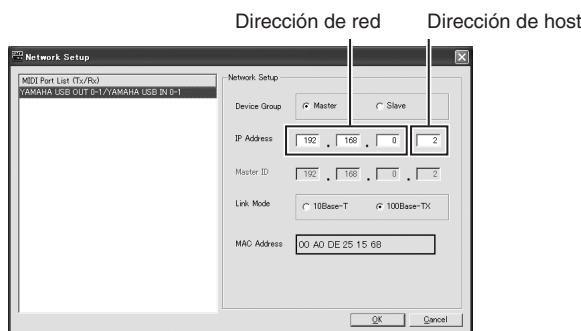 Dirección de red Dirección de host
Network Setup
MIDI Port List (Tx/Rx)
YAMAHA USB OUT 0-1/YAMAHA USB IN 0-1
Network Setup
Device Group Master Slave
IP Address 192 . 168 . 0 . 2
Master ID 192 . 168 . 0 . 2
Link Mode 10Base-T 100Base-TX
MAC Address 00 A0 DE 25 15 68
OK Cancel